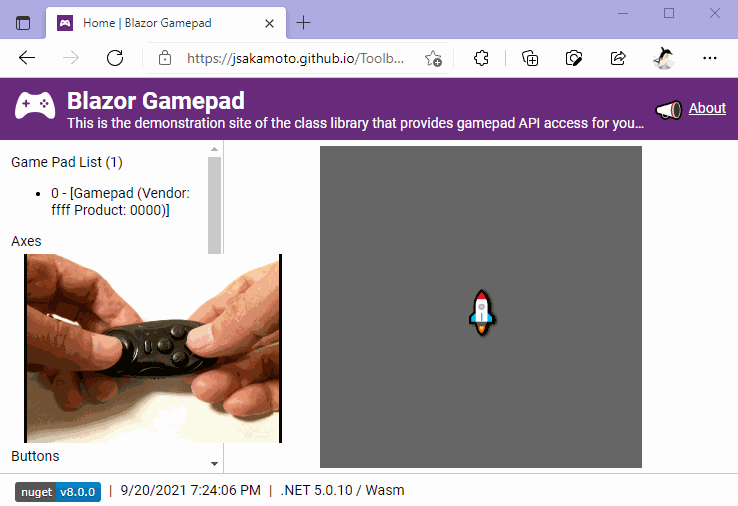 Home | Blazor Gamepad
https://jsakamoto.github.io/Toolb...
Blazor Gamepad
This is the demonstration site of the class library that provides gamepad API access for you...
About
Game Pad List (1)
0 - [Gamepad (Vendor:
ffff Product: 0000)]
Axes
Buttons
nuget v8.0.0 | 9/20/2021 7:24:06 PM | .NET 5.0.10 / Wasm